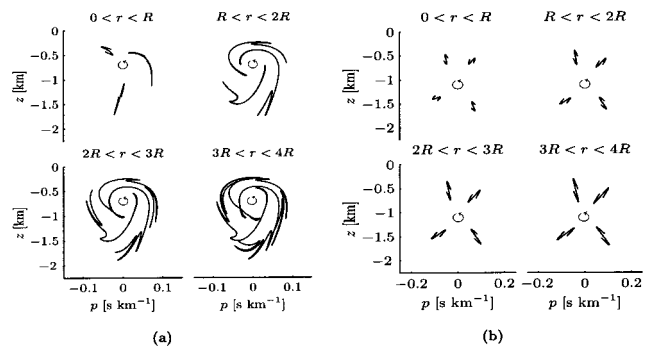 0 < r < R
R < r < 2R
0 < r < R
R < r < 2R
0
−0.5
−1
−1.5
−2
z [km]
0
−0.5
−1
−1.5
−2
z [km]
2R < r < 3R
3R < r < 4R
2R < r < 3R
3R < r < 4R
0
−0.5
−1
−1.5
−2
z [km]
0
−0.5
−1
−1.5
−2
z [km]
−0.1 0 0.1
−0.1 0 0.1
−0.2 0 0.2
−0.2 0 0.2
p [s km⁻¹]
p [s km⁻¹]
p [s km⁻¹]
p [s km⁻¹]
(a)
(b)